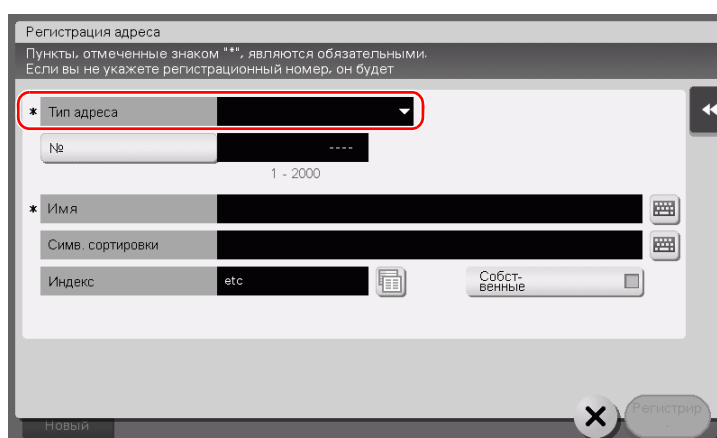 Регистрация адреса
Пункты, отмеченные знаком "*", являются обязательными.
Если вы не укажете регистрационный номер, он будет
* Тип адреса
№ ----
1 - 2000
* Имя
Симв. сортировки
Индекс etc Собст-
венные
Регистрир
.
Новый